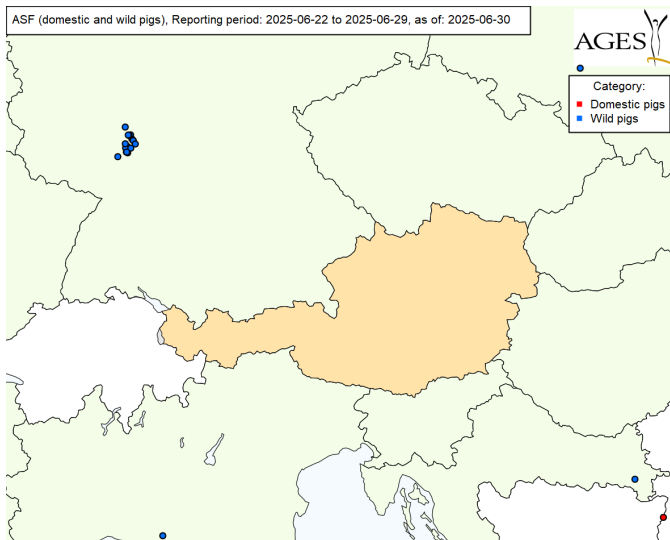 ASF (domestic and wild pigs), Reporting period: 2025-06-22 to 2025-06-29, as of: 2025-06-30
AGES
Category:
Domestic pigs
Wild pigs